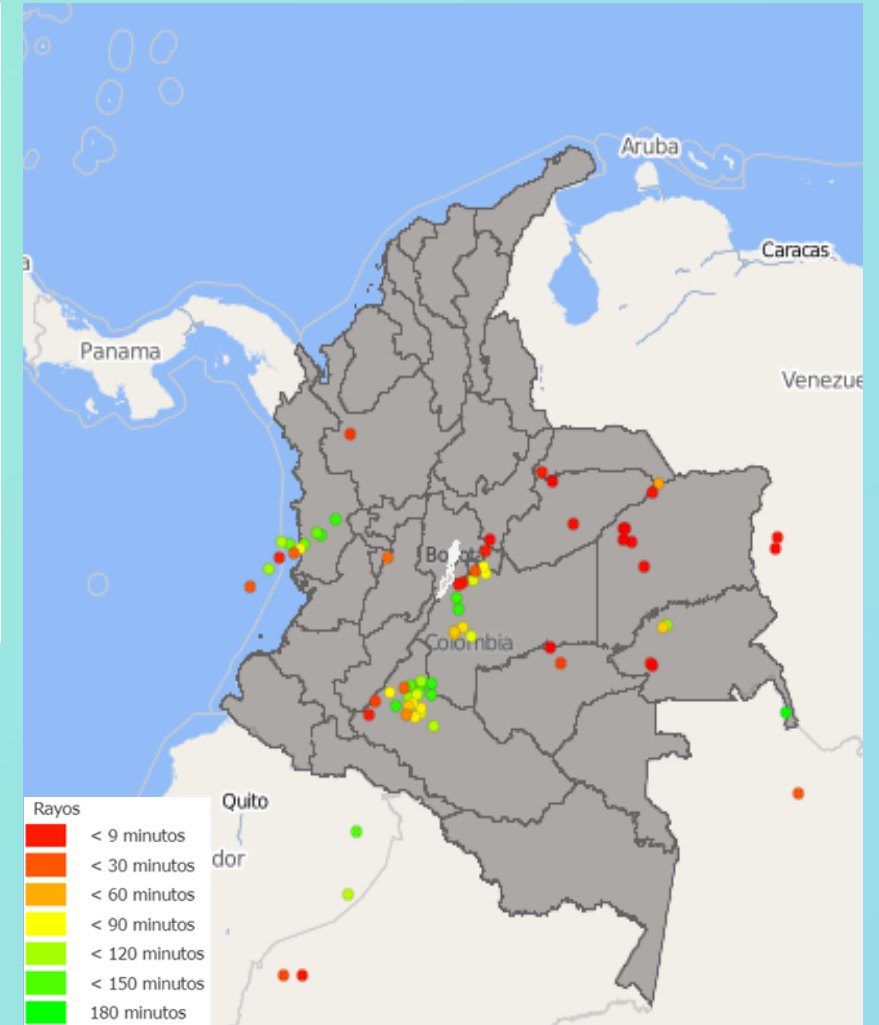 Aruba
Caracas
a
Panama
Venezue
Bogota
Colombia
Quito
dor
Rayos
< 9 minutos
< 30 minutos
< 60 minutos
< 90 minutos
< 120 minutos
< 150 minutos
180 minutos